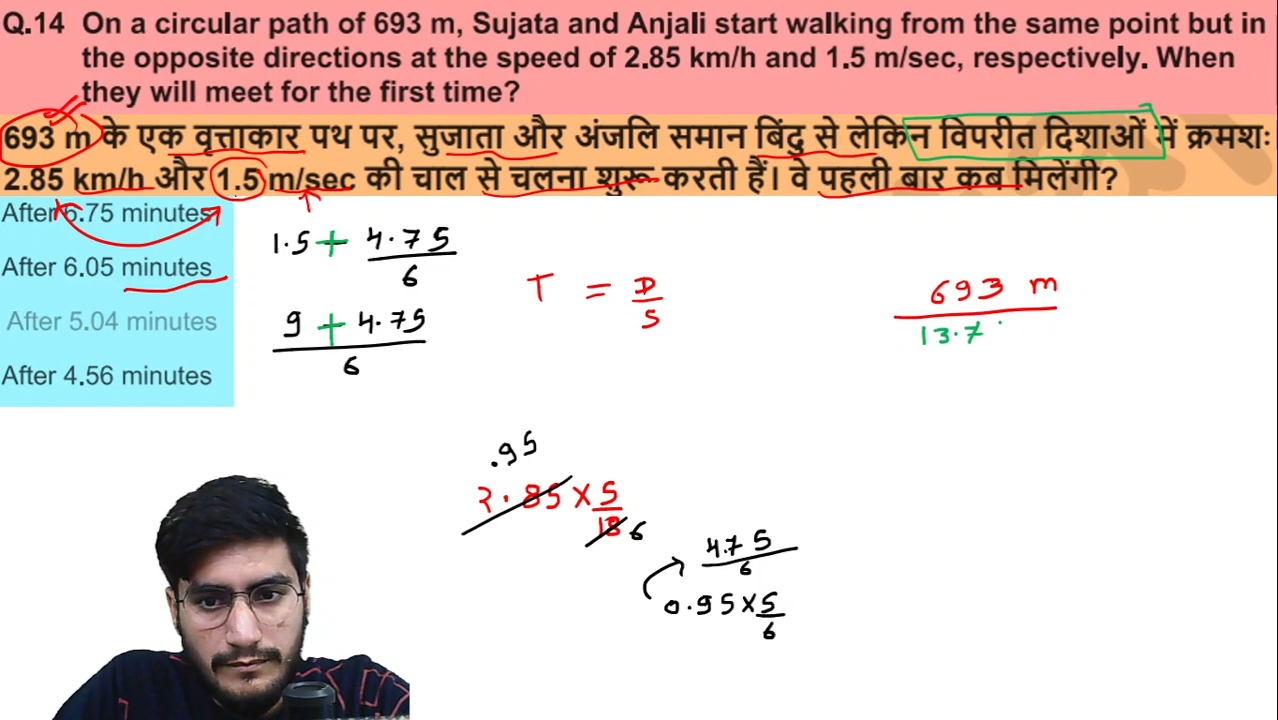 Q.14 On a circular path of 693 m, Sujata and Anjali start walking from the same point but in
the opposite directions at the speed of 2.85 km/h and 1.5 m/sec, respectively. When
they will meet for the first time?
693 m के एक वृत्ताकार पथ पर, सुजाता और अंजलि समान बिंदु से लेकिन विपरीत दिशाओं में क्रमशः
2.85 km/h और 1.5 m/sec की चाल से चलना शुरू करती हैं। वे पहली बार कब मिलेंगी?
After 6.75 minutes
After 6.05 minutes
After 5.04 minutes
After 4.56 minutes
1.5 + 4.75
6
9 + 4.75
6
T = D
S
693 m
13.7
.95
2.85 × 5
18 6
4.75
6
0.95 × 5
6